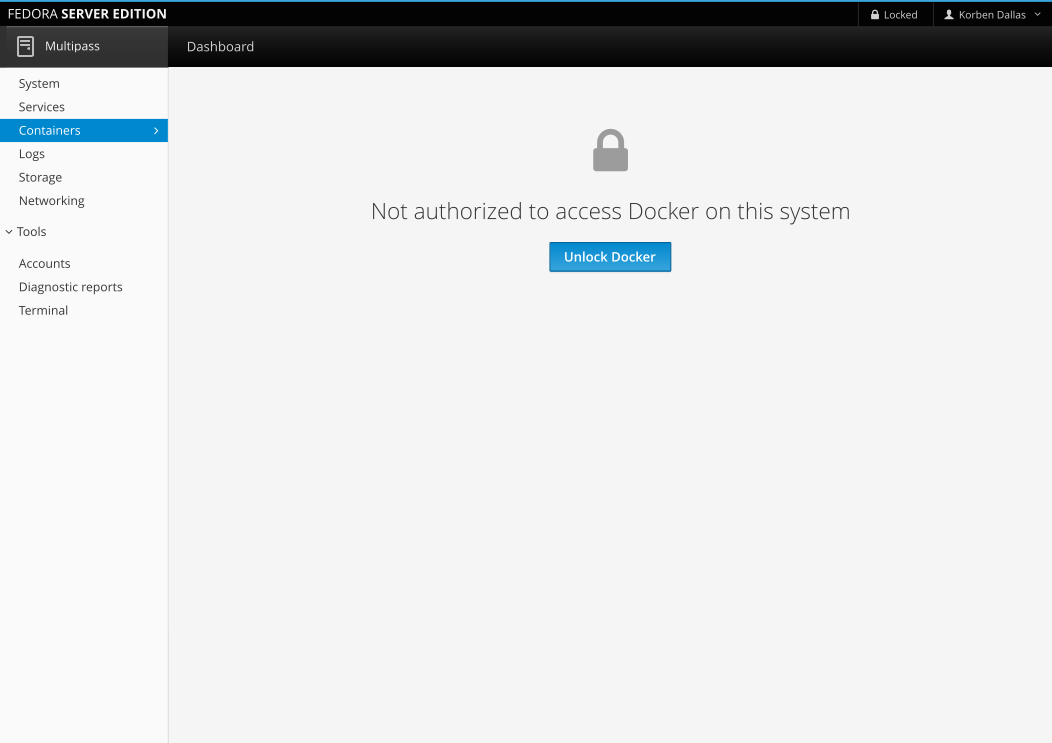 FEDORA SERVER EDITION
Locked
Korben Dallas
Multipass
Dashboard
System
Services
Containers
Logs
Storage
Networking
Tools
Accounts
Diagnostic reports
Terminal
Not authorized to access Docker on this system
Unlock Docker